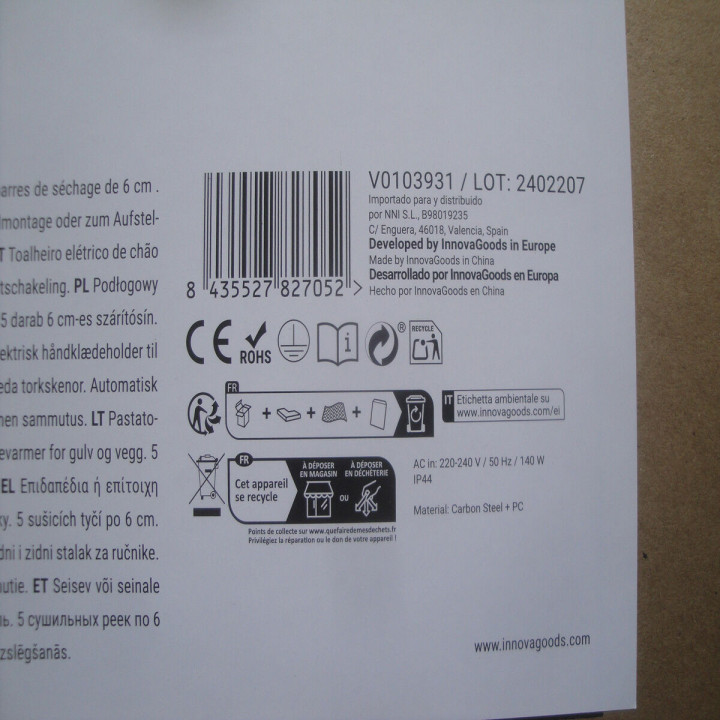 arres de séchage de 6 cm .
montage oder zum Aufstel-
T Toalheiro elétrico de chão
tschakeling. PL Podłogowy
5 darab 6 cm-es szárítósín.
ektrisk håndklædeholder til
eda torkskenor. Automatisk
nen sammutus. LT Pastato-
evarmer for gulv og vegg. 5
EL Επιδαπέδια ή επίτοιχη
ky. 5 sušicích tyčí po 6 cm.
dni i zidni stalak za ručnike.
utie. ET Seisev või seinale
ь. 5 сушильных реек по 6
zslēgšanās.
8 435527 827052 >
V0103931 / LOT: 2402207
Importado para y distribuido
por NNI S.L., B98019235
C/ Enguera, 46018, Valencia, Spain
Developed by InnovaGoods in Europe
Made by InnovaGoods in China
Desarrollado por InnovaGoods en Europa
Hecho por InnovaGoods en China
CE ROHS i ® RECYCLE
FR
+ + +
IT Etichetta ambientale su
www.innovagoods.com/ei
FR
Cet appareil
se recycle
À DÉPOSER
EN MAGASIN
OU
À DÉPOSER
EN DÉCHÈTERIE
Points de collecte sur www.quefairedemesdechets.fr
Privilégiez la réparation ou le don de votre appareil !
AC in: 220-240 V / 50 Hz / 140 W
IP44
Material: Carbon Steel + PC
www.innovagoods.com